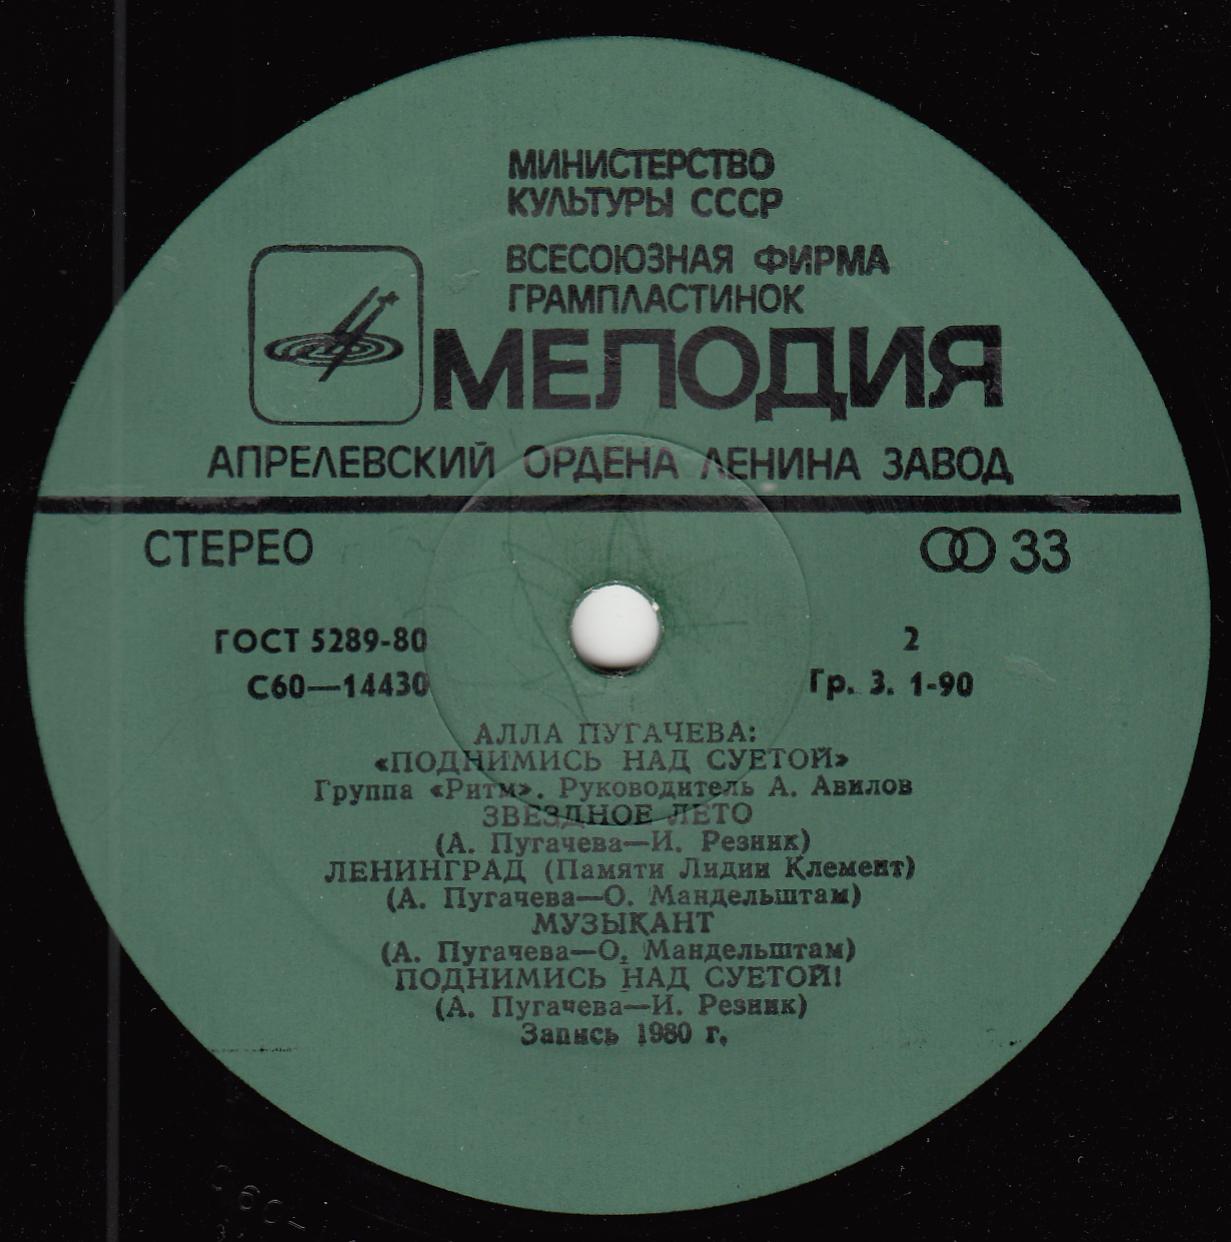 МИНИСТЕРСТВО
КУЛЬТУРЫ СССР
ВСЕСОЮЗНАЯ ФИРМА
ГРАМПЛАСТИНОК
МЕЛОДИЯ
АПРЕЛЕВСКИЙ ОРДЕНА ЛЕНИНА ЗАВОД
СТЕРЕО 33
ГОСТ 5289-80 2
С60—14430 Гр. 3. 1-90
АЛЛА ПУГАЧЕВА:
«ПОДНИМИСЬ НАД СУЕТОЙ»
Группа «Ритм». Руководитель А. Авилов
ЗВЕЗДНОЕ ЛЕТО
(А. Пугачева—И. Резник)
ЛЕНИНГРАД (Памяти Лидии Клемент)
(А. Пугачева—О. Мандельштам)
МУЗЫКАНТ
(А. Пугачева—О. Мандельштам)
ПОДНИМИСЬ НАД СУЕТОЙ!
(А. Пугачева—И. Резник)
Запись 1980 г.